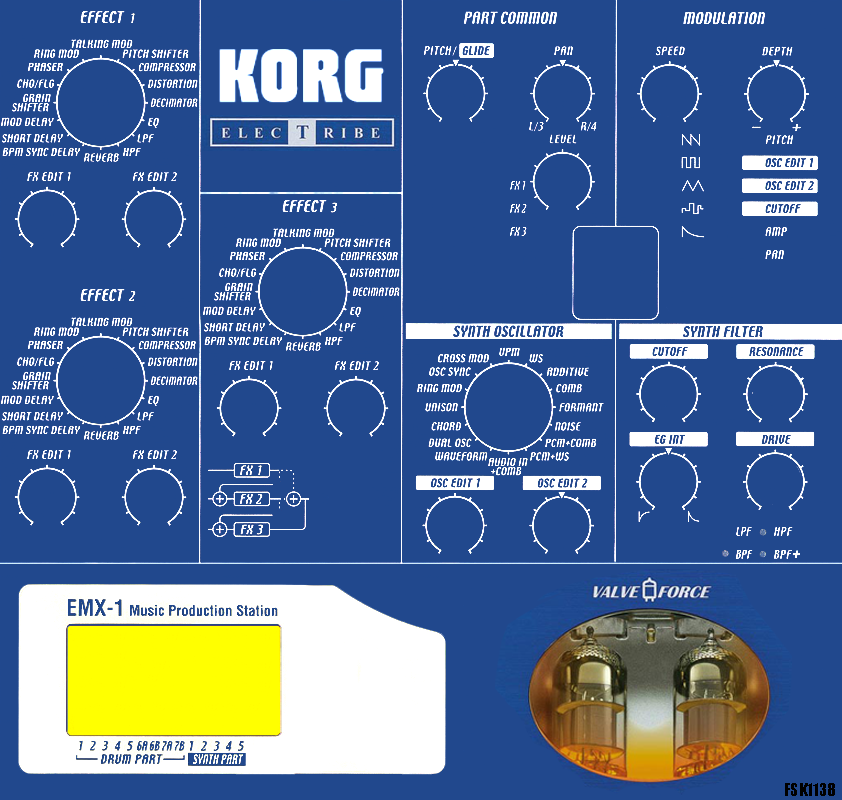 EFFECT 1
TALKING MOD
RING MOD
PITCH SHIFTER
PHASER
COMPRESSOR
CHO/FLG
DISTORTION
GRAIN
SHIFTER
DECIMATOR
MOD DELAY
EQ
SHORT DELAY
LPF
BPM SYNC DELAY
HPF
REVERB
FX EDIT 1
FX EDIT 2
EFFECT 2
TALKING MOD
RING MOD
PITCH SHIFTER
PHASER
COMPRESSOR
CHO/FLG
DISTORTION
GRAIN
SHIFTER
DECIMATOR
MOD DELAY
EQ
SHORT DELAY
LPF
BPM SYNC DELAY
HPF
REVERB
FX EDIT 1
FX EDIT 2
KORG
ELECTRIBE
EFFECT 3
TALKING MOD
RING MOD
PITCH SHIFTER
PHASER
COMPRESSOR
CHO/FLG
DISTORTION
GRAIN
SHIFTER
DECIMATOR
MOD DELAY
EQ
SHORT DELAY
LPF
BPM SYNC DELAY
HPF
REVERB
FX EDIT 1
FX EDIT 2
FX 1
FX 2
FX 3
PART COMMON
PITCH/GLIDE
PAN
L/3
R/4
LEVEL
FX 1
FX 2
FX 3
MODULATION
SPEED
DEPTH
- +
PITCH
OSC EDIT 1
OSC EDIT 2
CUTOFF
AMP
PAN
SYNTH OSCILLATOR
VPM
CROSS MOD
WS
OSC SYNC
ADDITIVE
RING MOD
COMB
UNISON
FORMANT
CHORD
NOISE
DUAL OSC
PCM+COMB
WAVEFORM
PCM+WS
AUDIO IN
+COMB
OSC EDIT 1
OSC EDIT 2
SYNTH FILTER
CUTOFF
RESONANCE
EG INT
DRIVE
LPF HPF
BPF BPF+
EMX-1 Music Production Station
1 2 3 4 5 6A 6B 7A 7B 1 2 3 4 5
DRUM PART SYNTH PART
VALVE FORCE
FSK1138